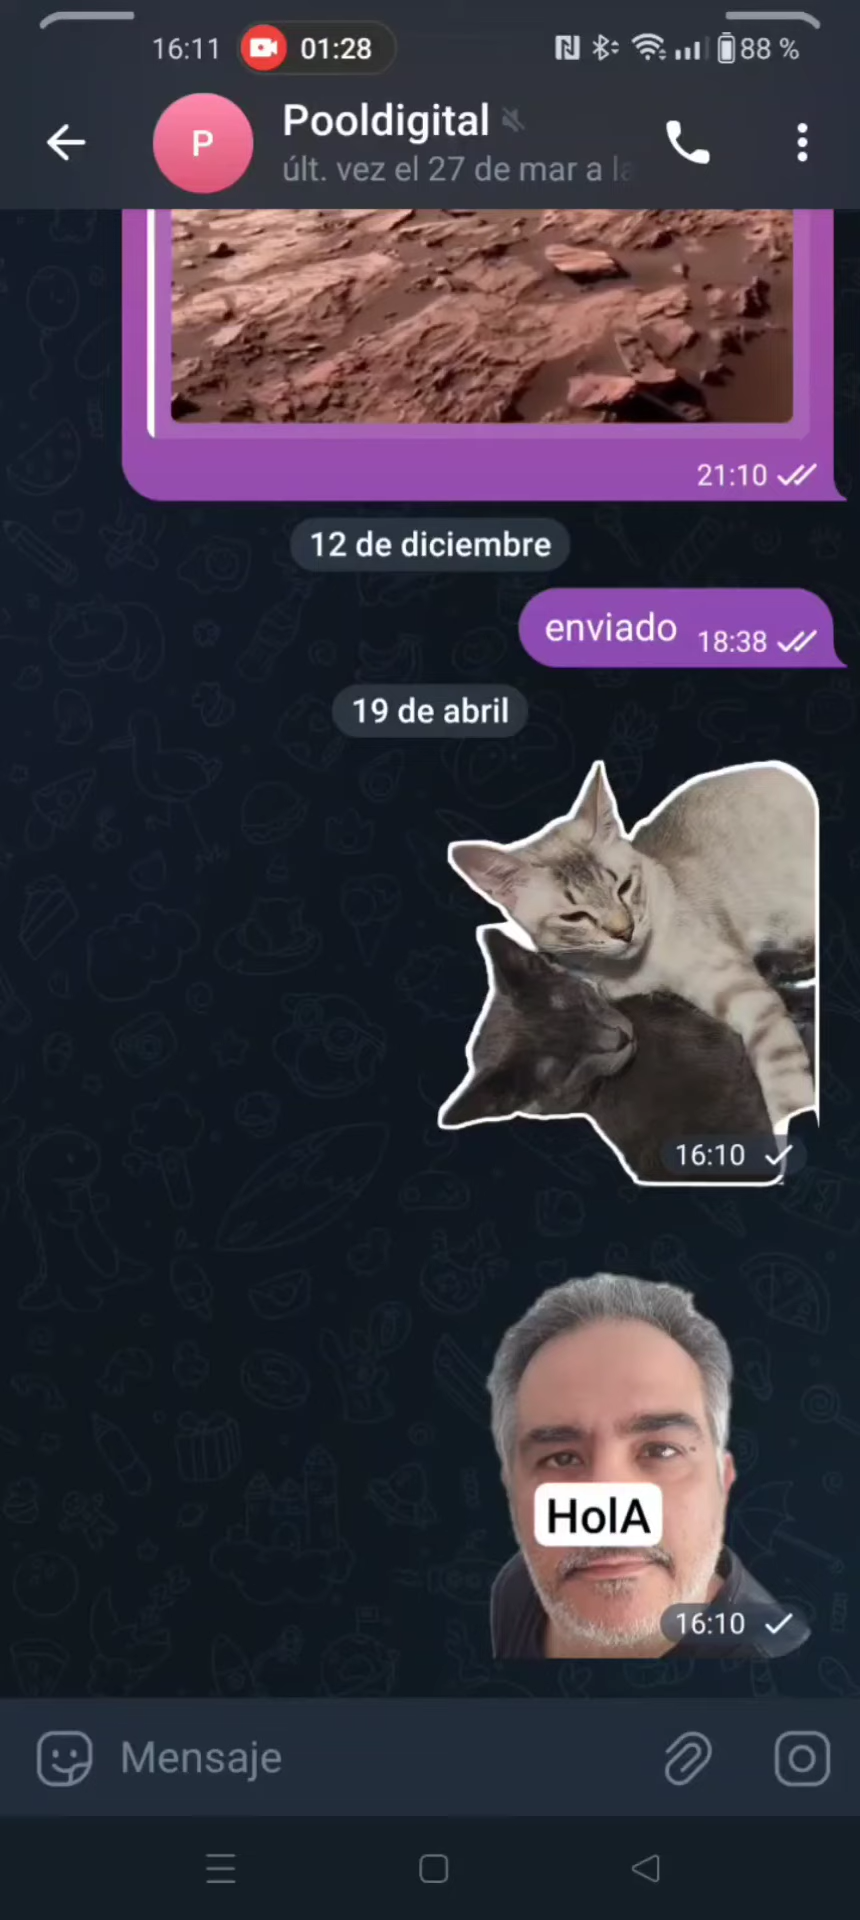 16:11 01:28 88 %
P
Pooldigital
últ. vez el 27 de mar a la
21:10
12 de diciembre
enviado 18:38
19 de abril
16:10
HolA
16:10
Mensaje